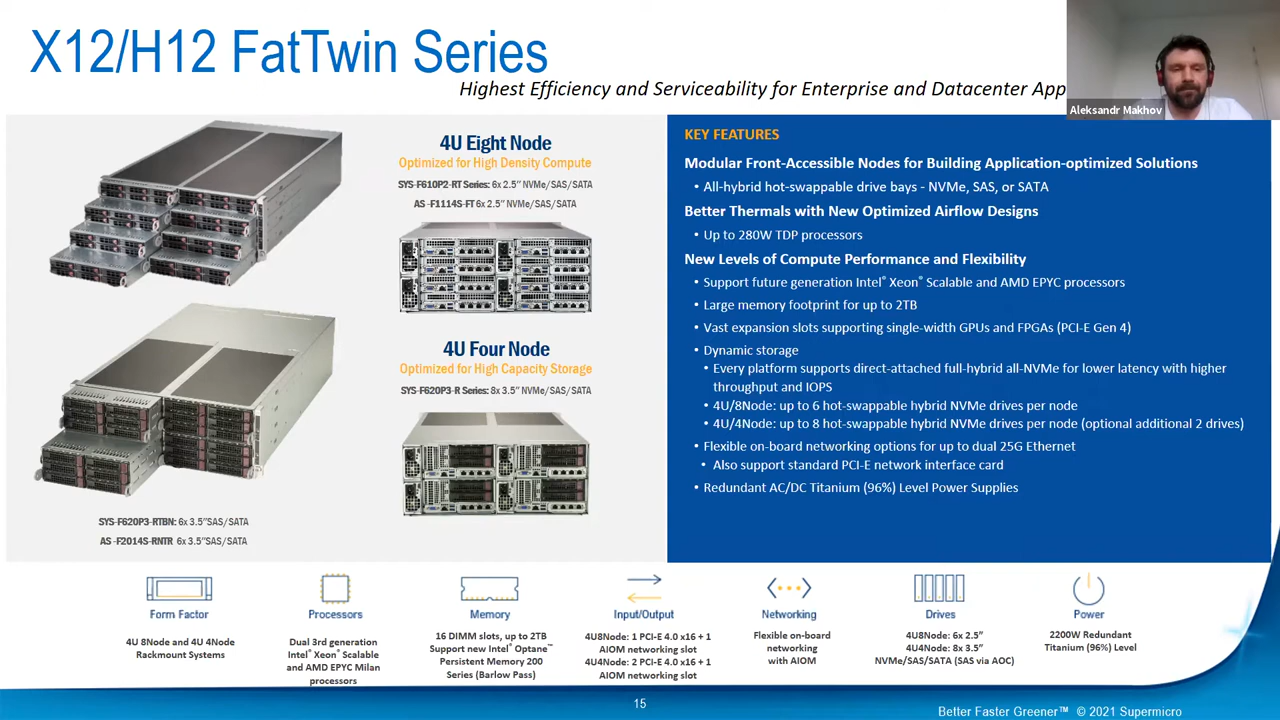 X12/H12 FatTwin Series
Highest Efficiency and Serviceability for Enterprise and Datacenter App
Aleksandr Makhov
4U Eight Node
Optimized for High Density Compute
SYS-F610P2-RT Series: 6x 2.5″ NVMe/SAS/SATA
AS -F1114S-FT 6x 2.5″ NVMe/SAS/SATA
4U Four Node
Optimized for High Capacity Storage
SYS-F620P3-R Series: 8x 3.5″ NVMe/SAS/SATA
SYS-F620P3-RTBN: 6x 3.5″SAS/SATA
AS -F2014S-RNTR 6x 3.5″SAS/SATA
KEY FEATURES
Modular Front-Accessible Nodes for Building Application-optimized Solutions
• All-hybrid hot-swappable drive bays - NVMe, SAS, or SATA
Better Thermals with New Optimized Airflow Designs
• Up to 280W TDP processors
New Levels of Compute Performance and Flexibility
• Support future generation Intel® Xeon® Scalable and AMD EPYC processors
• Large memory footprint for up to 2TB
• Vast expansion slots supporting single-width GPUs and FPGAs (PCI-E Gen 4)
• Dynamic storage
• Every platform supports direct-attached full-hybrid all-NVMe for lower latency with higher
throughput and IOPS
• 4U/8Node: up to 6 hot-swappable hybrid NVMe drives per node
• 4U/4Node: up to 8 hot-swappable hybrid NVMe drives per node (optional additional 2 drives)
• Flexible on-board networking options for up to dual 25G Ethernet
• Also support standard PCI-E network interface card
• Redundant AC/DC Titanium (96%) Level Power Supplies
Form Factor
4U 8Node and 4U 4Node
Rackmount Systems
Processors
Dual 3rd generation
Intel® Xeon® Scalable
and AMD EPYC Milan
processors
Memory
16 DIMM slots, up to 2TB
Support new Intel® Optane™
Persistent Memory 200
Series (Barlow Pass)
Input/Output
4U8Node: 1 PCI-E 4.0 x16 + 1
AIOM networking slot
4U4Node: 2 PCI-E 4.0 x16 + 1
AIOM networking slot
Networking
Flexible on-board
networking
with AIOM
Drives
4U8Node: 6x 2.5″
4U4Node: 8x 3.5″
NVMe/SAS/SATA (SAS via AOC)
Power
2200W Redundant
Titanium (96%) Level
15
Better Faster Greener™ © 2021 Supermicro